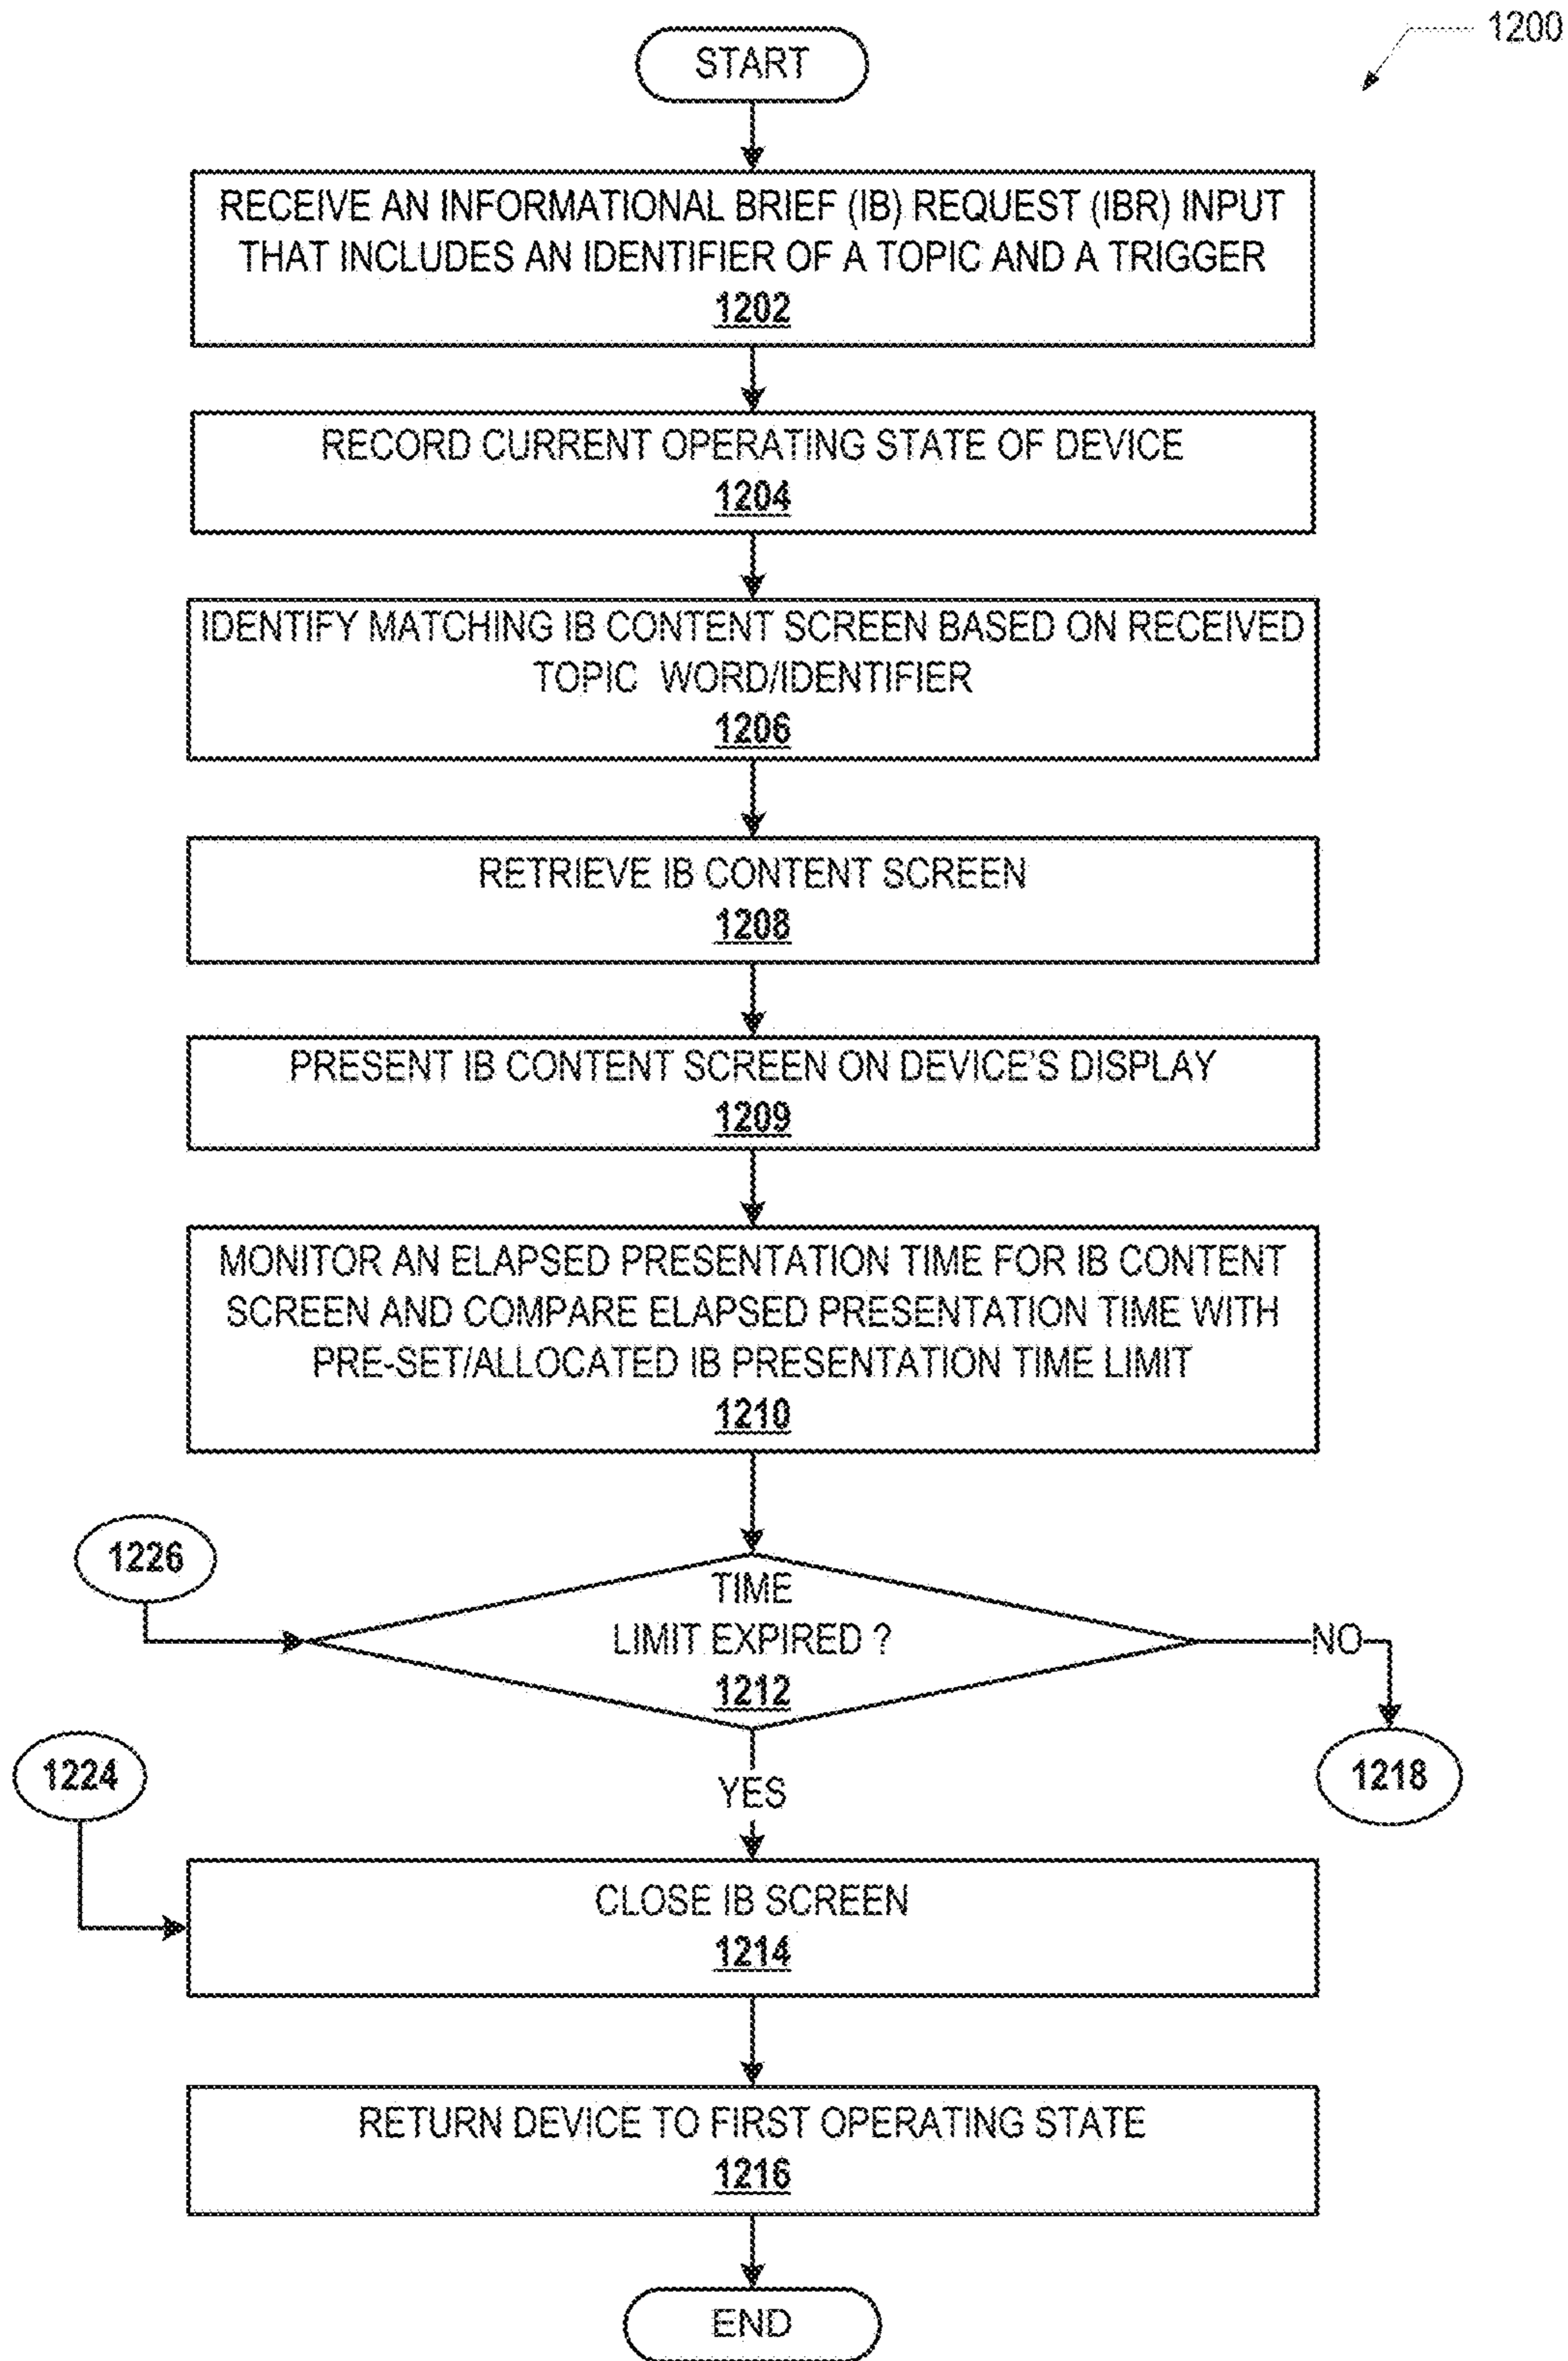 1200
START
RECEIVE AN INFORMATIONAL BRIEF (IB) REQUEST (IBR) INPUT
THAT INCLUDES AN IDENTIFIER OF A TOPIC AND A TRIGGER
1202
RECORD CURRENT OPERATING STATE OF DEVICE
1204
IDENTIFY MATCHING IB CONTENT SCREEN BASED ON RECEIVED
TOPIC WORD/IDENTIFIER
1206
RETRIEVE IB CONTENT SCREEN
1208
PRESENT IB CONTENT SCREEN ON DEVICE'S DISPLAY
1209
MONITOR AN ELAPSED PRESENTATION TIME FOR IB CONTENT
SCREEN AND COMPARE ELAPSED PRESENTATION TIME WITH
PRE-SET/ALLOCATED IB PRESENTATION TIME LIMIT
1210
1226
TIME
LIMIT EXPIRED ?
1212
NO
1218
1224
YES
CLOSE IB SCREEN
1214
RETURN DEVICE TO FIRST OPERATING STATE
1216
END